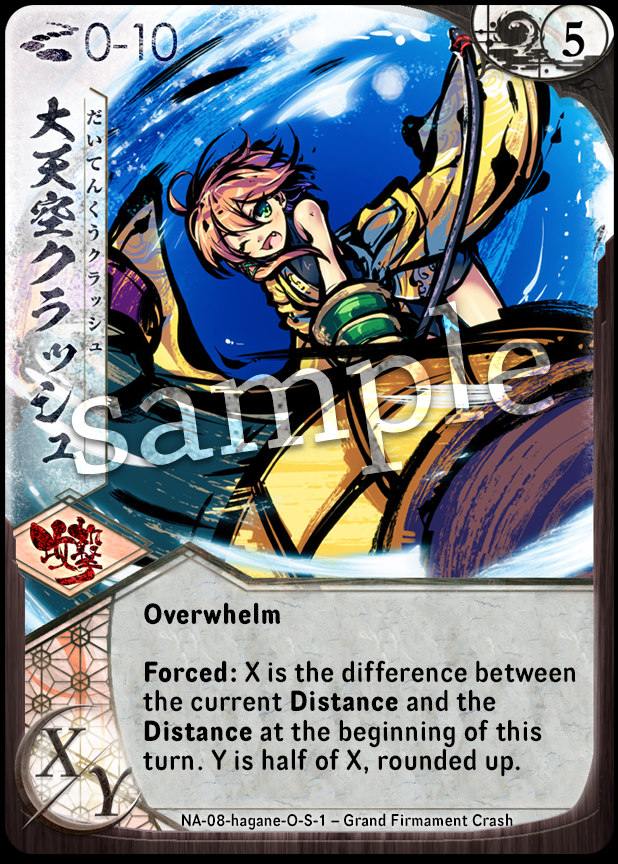 0-10
5
大天空クラッシュ
だいてんくうクラッシュ
sample
攻撃
Overwhelm
Forced: X is the difference between
the current Distance and the
Distance at the beginning of this
turn. Y is half of X, rounded up.
X/Y
NA-08-hagane-O-S-1 – Grand Firmament Crash